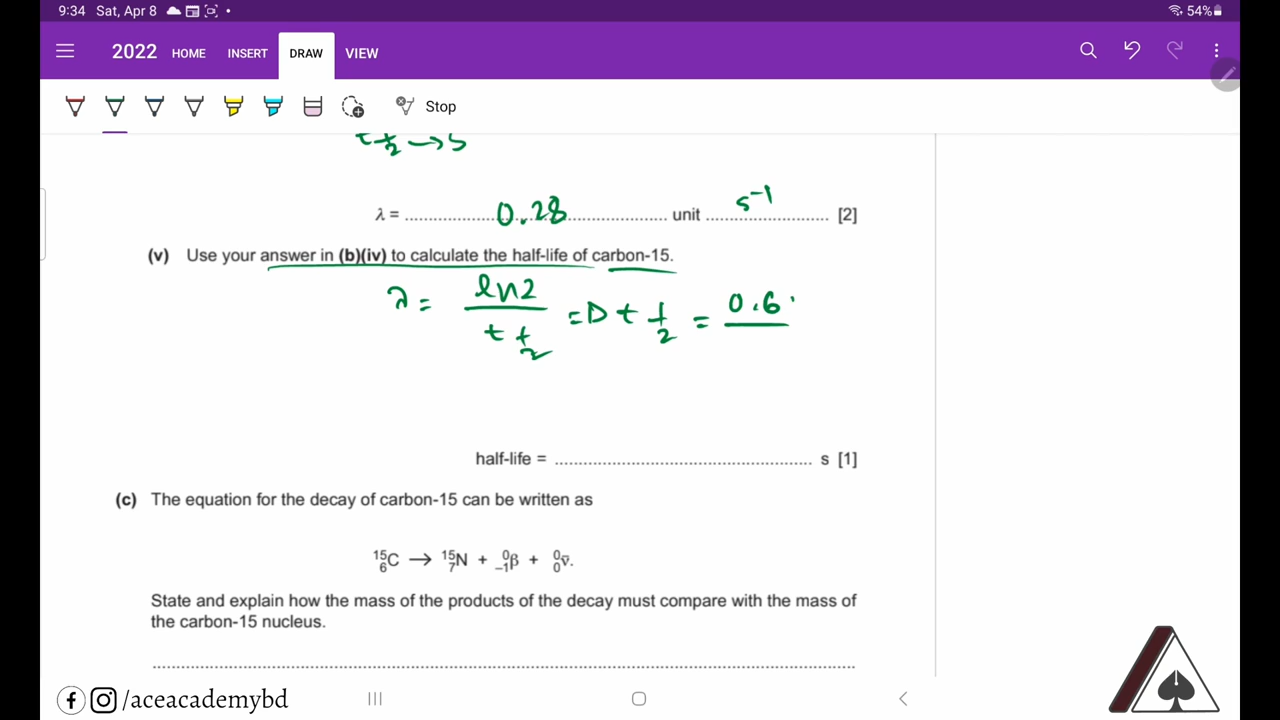 9:34 Sat, Apr 8 •
54%
2022 HOME INSERT DRAW VIEW
Stop
t 1/2 → s
λ = 0.28 unit s⁻¹ [2]
(v) Use your answer in (b)(iv) to calculate the half-life of carbon-15.
λ = ln2 / t 1/2 => t 1/2 = 0.6
half-life = ........ s [1]
(c) The equation for the decay of carbon-15 can be written as
¹⁵₆C → ¹⁵₇N + ⁰₋₁β + ⁰₀ν̅.
State and explain how the mass of the products of the decay must compare with the mass of
the carbon-15 nucleus.
/aceacademybd